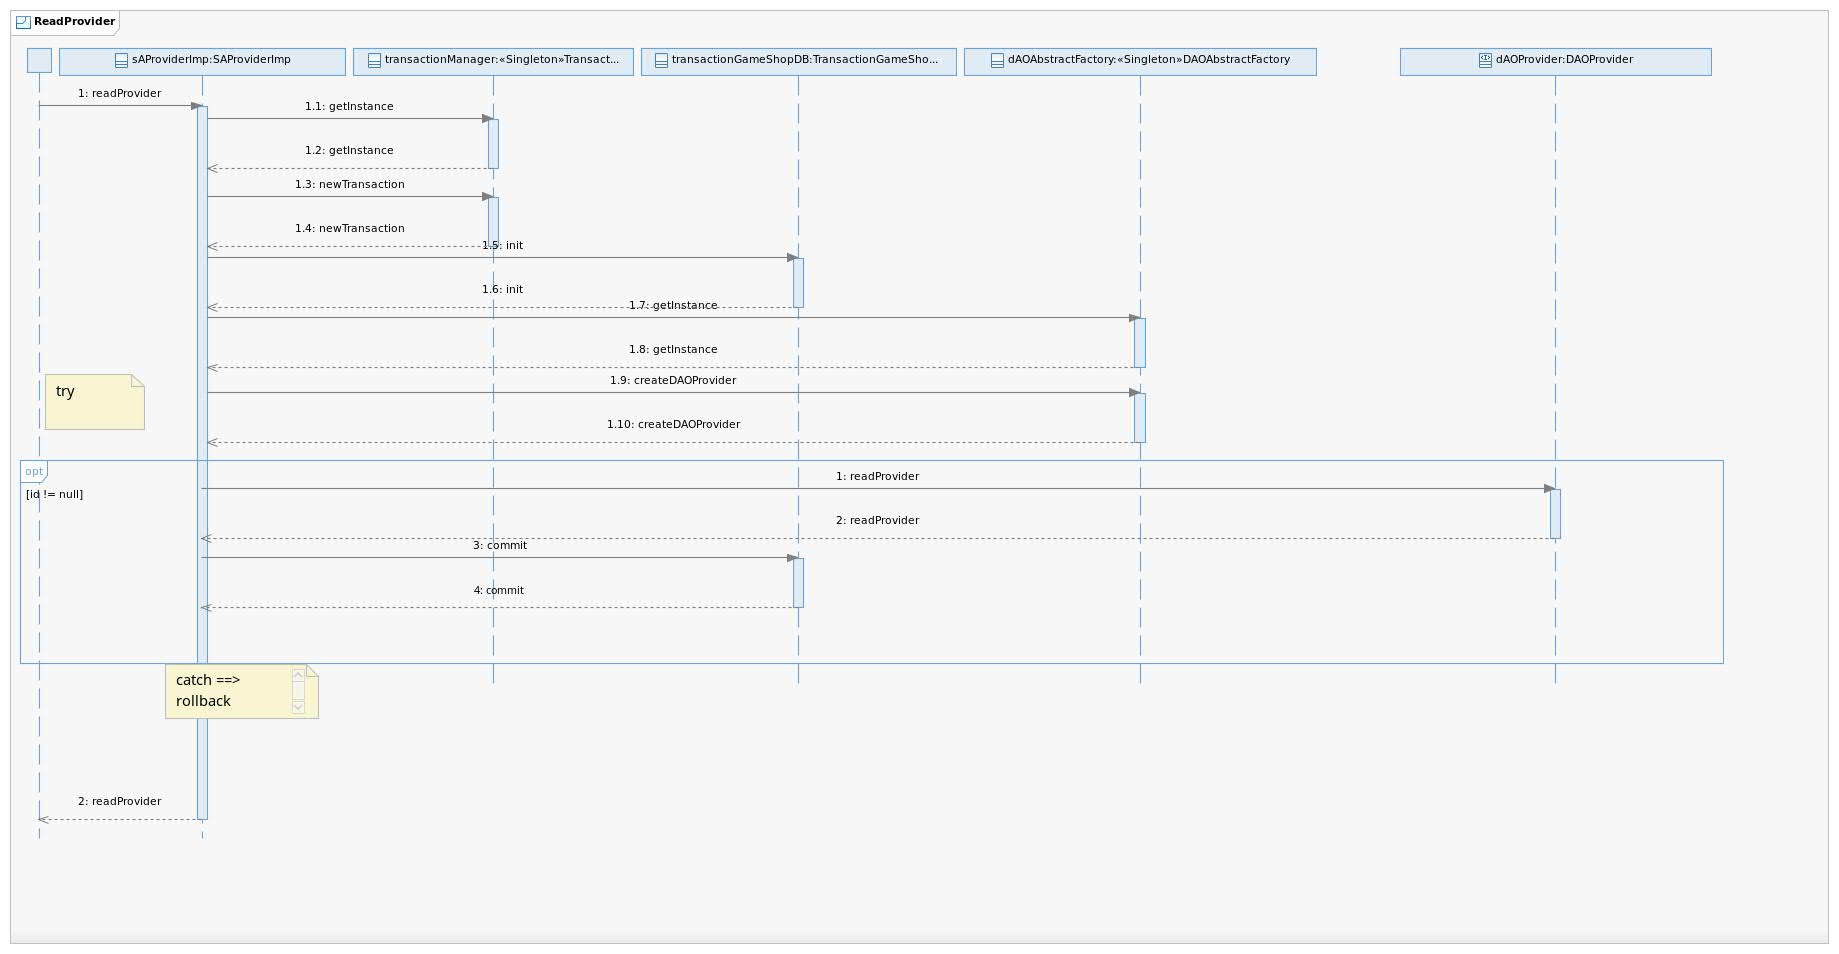 ReadProvider
sAProviderImp:SAProviderImp
transactionManager:«Singleton»Transact...
transactionGameShopDB:TransactionGameSho...
dAOAbstractFactory:«Singleton»DAOAbstractFactory
dAOProvider:DAOProvider
1: readProvider
1.1: getInstance
1.2: getInstance
1.3: newTransaction
1.4: newTransaction
1.5: init
1.6: init
1.7: getInstance
1.8: getInstance
try
1.9: createDAOProvider
1.10: createDAOProvider
opt
[id != null]
1: readProvider
2: readProvider
3: commit
4: commit
catch ==>
rollback
2: readProvider